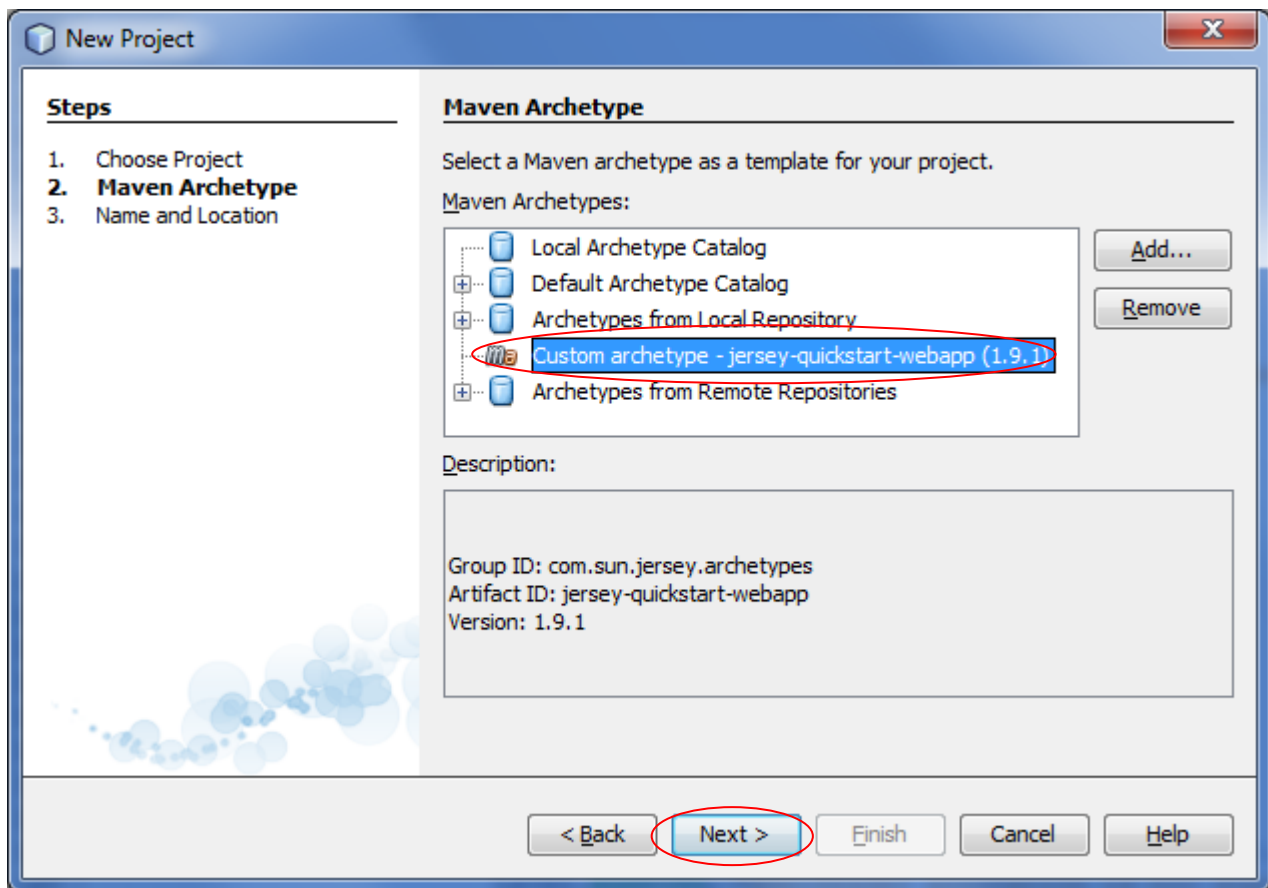 New Project
Steps
1. Choose Project
2. Maven Archetype
3. Name and Location
Maven Archetype
Select a Maven archetype as a template for your project.
Maven Archetypes:
Local Archetype Catalog
Default Archetype Catalog
Archetypes from Local Repository
Custom archetype - jersey-quickstart-webapp (1.9.1)
Archetypes from Remote Repositories
Add...
Remove
Description:
Group ID: com.sun.jersey.archetypes
Artifact ID: jersey-quickstart-webapp
Version: 1.9.1
< Back
Next >
Finish
Cancel
Help